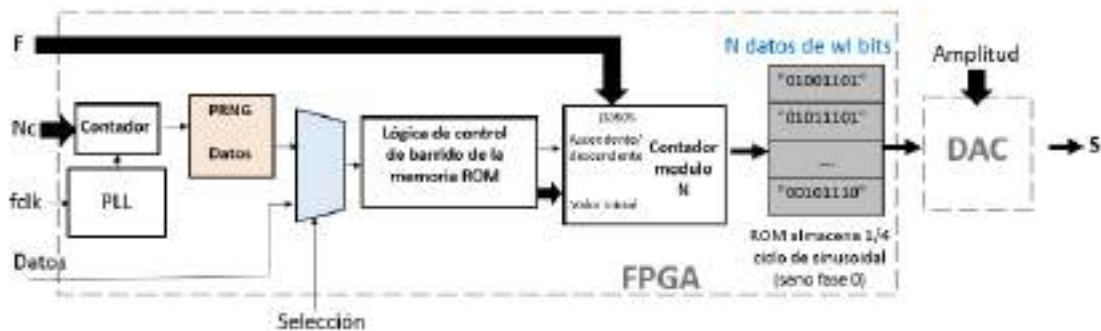 F
N datos de wl bits
Amplitud
Nc
Contador
PRNG
Datos
Lógica de control
de barrido de la
memoria ROM
pasos
Ascendente/
descendente
Contador
modulo
N
Valor inicial
"01001101"
"01011101"
...
"00101110"
DAC
S
fclk
PLL
Datos
ROM almacena 1/4
ciclo de sinusoidal
(seno fase 0)
FPGA
Selección